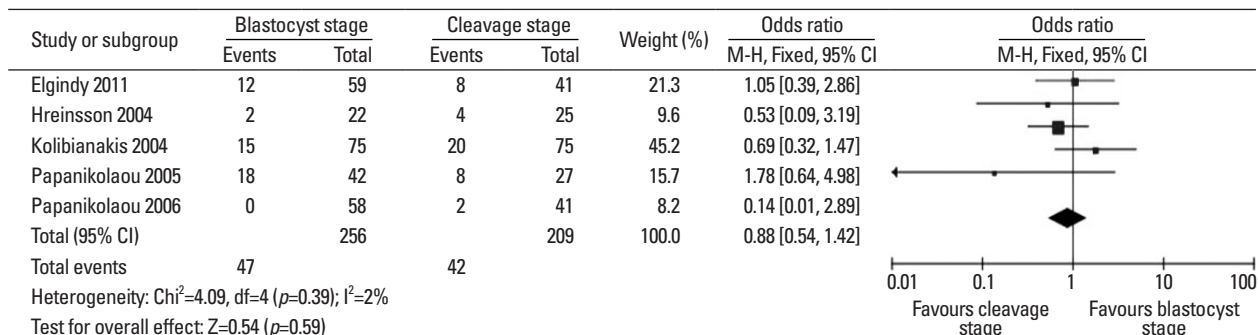 Study or subgroup Blastocyst stage Cleavage stage Weight (%) Odds ratio Odds ratio
Events Total Events Total M-H, Fixed, 95% CI M-H, Fixed, 95% CI
Elgindy 2011 12 59 8 41 21.3 1.05 [0.39, 2.86]
Hreinsson 2004 2 22 4 25 9.6 0.53 [0.09, 3.19]
Kolibianakis 2004 15 75 20 75 45.2 0.69 [0.32, 1.47]
Papanikolaou 2005 18 42 8 27 15.7 1.78 [0.64, 4.98]
Papanikolaou 2006 0 58 2 41 8.2 0.14 [0.01, 2.89]
Total (95% CI) 256 209 100.0 0.88 [0.54, 1.42]
Total events 47 42
Heterogeneity: Chi²=4.09, df=4 (p=0.39); I²=2%
Test for overall effect: Z=0.54 (p=0.59)
0.01 0.1 1 10 100
Favours cleavage stage Favours blastocyst stage